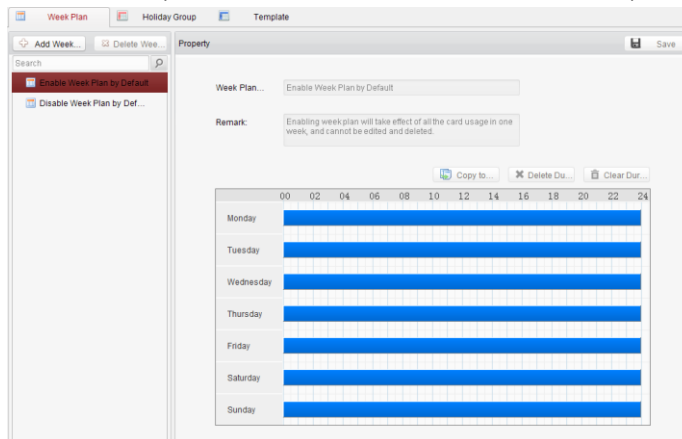 Week Plan Holiday Group Template
Add Week... Delete Wee... Property Save
Search
Enable Week Plan by Default
Disable Week Plan by Def...
Week Plan... Enable Week Plan by Default
Remark: Enabling week plan will take effect of all the card usage in one
week, and cannot be edited and deleted.
Copy to... Delete Du... Clear Dur...
00 02 04 06 08 10 12 14 16 18 20 22 24
Monday
Tuesday
Wednesday
Thursday
Friday
Saturday
Sunday